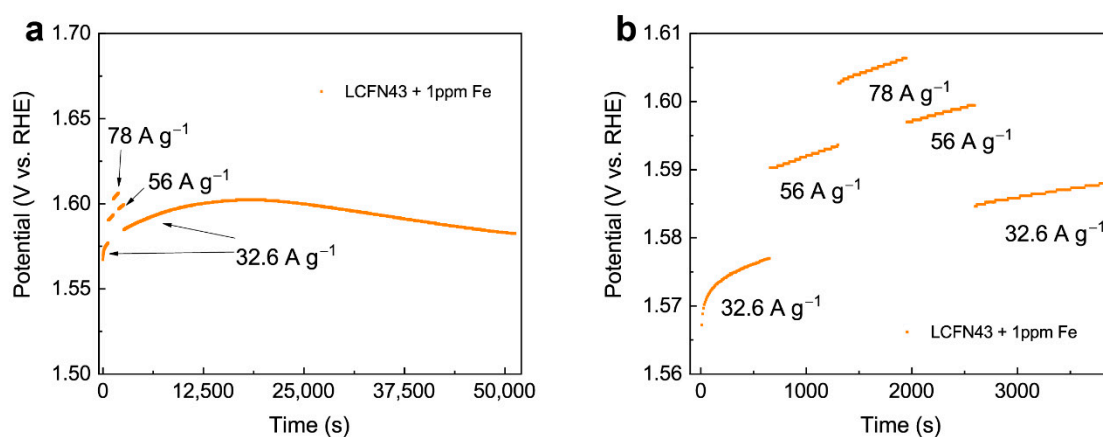 a
1.70
1.65
1.60
1.55
1.50
Potential (V vs. RHE)
LCFN43 + 1ppm Fe
78 A g⁻¹
56 A g⁻¹
32.6 A g⁻¹
0
12,500
25,000
37,500
50,000
Time (s)
b
1.61
1.60
1.59
1.58
1.57
1.56
Potential (V vs. RHE)
78 A g⁻¹
56 A g⁻¹
56 A g⁻¹
32.6 A g⁻¹
32.6 A g⁻¹
LCFN43 + 1ppm Fe
0
1000
2000
3000
Time (s)